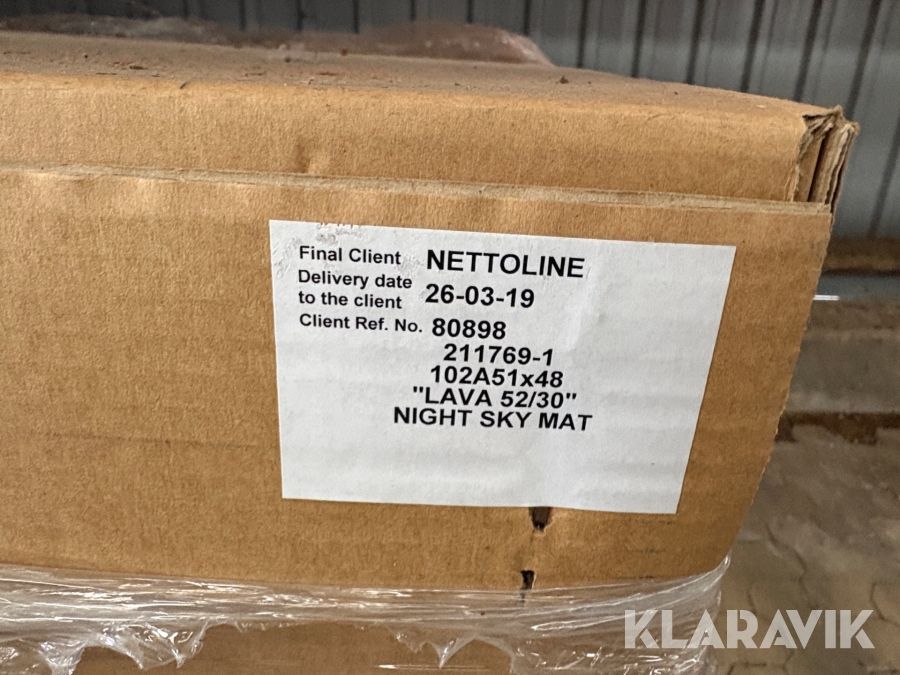 Final Client NETTOLINE
Delivery date
to the client 26-03-19
Client Ref. No. 80898
211769-1
102A51x48
"LAVA 52/30"
NIGHT SKY MAT
KLARAVIK